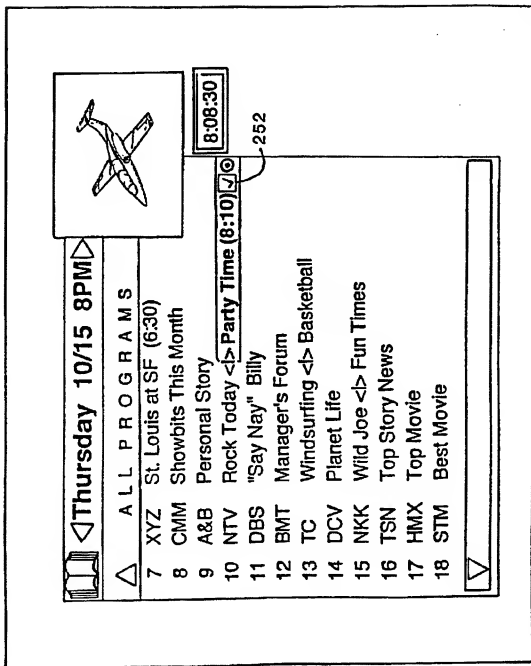 ◁Thursday 10/15 8PM▷
ALL PROGRAMS
8:08:30
7 XYZ St. Louis at SF (6:30)
8 CMM Showbits This Month
9 A&B Personal Story
10 NTV Rock Today <|> Party Time (8:10)
252
11 DBS "Say Nay" Billy
12 BMT Manager's Forum
13 TC Windsurfing <|> Basketball
14 DCV Planet Life
15 NKK Wild Joe <|> Fun Times
16 TSN Top Story News
17 HMX Top Movie
18 STM Best Movie